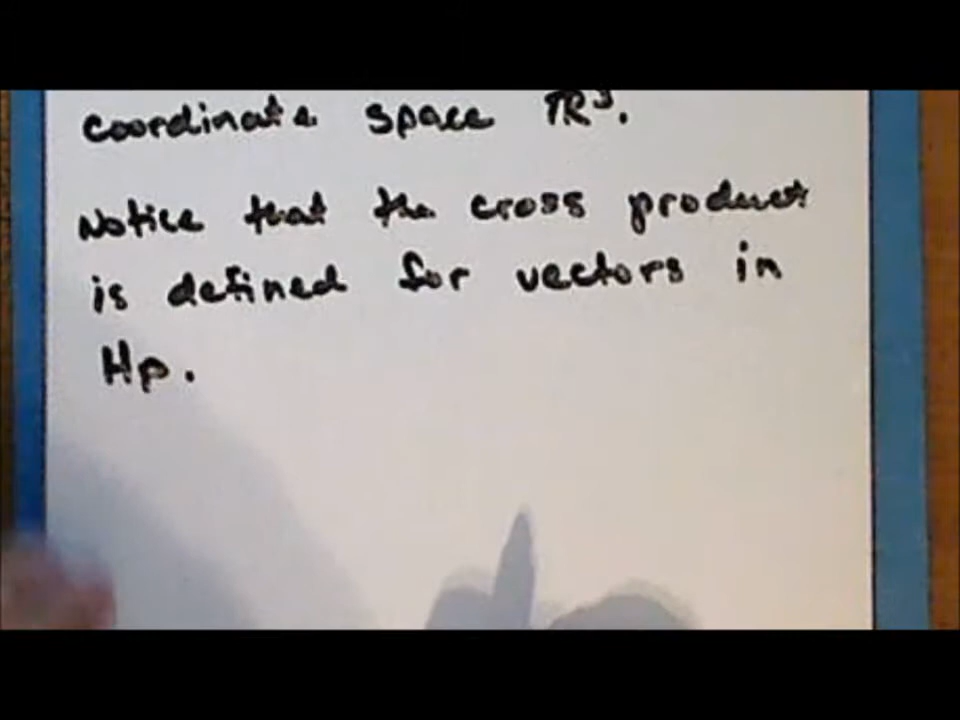 coordinate space ℝ³.
Notice that the cross product
is defined for vectors in
Hp.